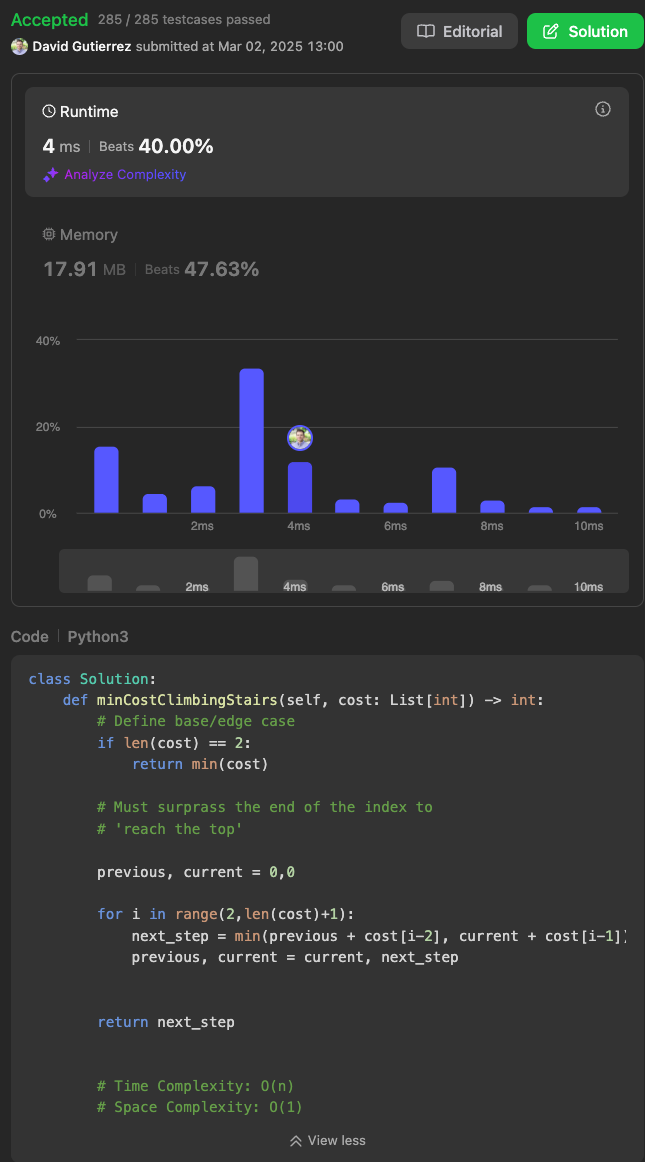 Accepted 285 / 285 testcases passed
David Gutierrez submitted at Mar 02, 2025 13:00
Editorial
Solution
Runtime
4 ms Beats 40.00%
Analyze Complexity
Memory
17.91 MB Beats 47.63%
40%
20%
0%
2ms 4ms 6ms 8ms 10ms
2ms 4ms 6ms 8ms 10ms
Code Python3
class Solution:
    def minCostClimbingStairs(self, cost: List[int]) -> int:
        # Define base/edge case
        if len(cost) == 2:
            return min(cost)
        # Must surprass the end of the index to
        # 'reach the top'
        previous, current = 0,0
        for i in range(2,len(cost)+1):
            next_step = min(previous + cost[i-2], current + cost[i-1])
            previous, current = current, next_step
        return next_step
        # Time Complexity: O(n)
        # Space Complexity: O(1)
View less